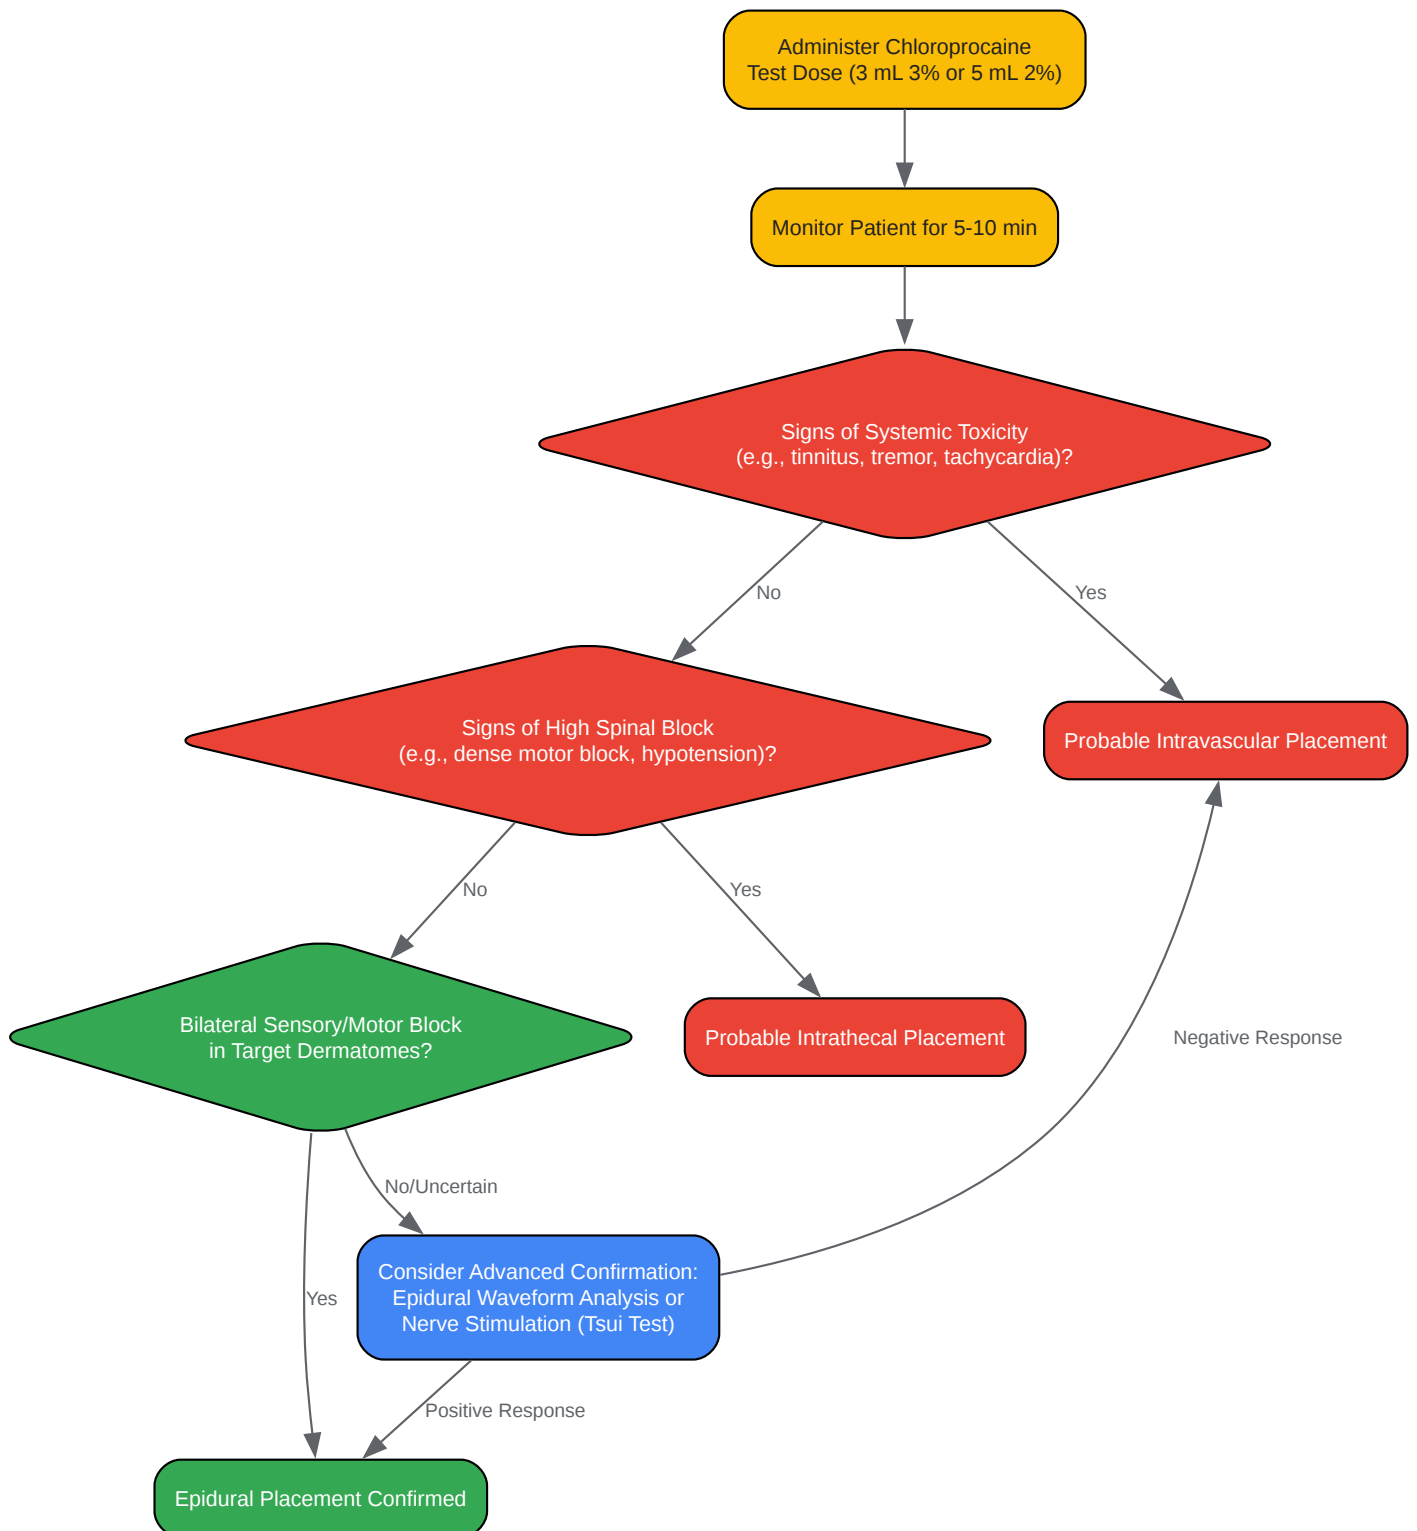 Administer Chloroprocaine
Test Dose (3 mL 3% or 5 mL 2%)
Monitor Patient for 5-10 min
Signs of Systemic Toxicity
(e.g., tinnitus, tremor, tachycardia)?
No
Yes
Signs of High Spinal Block
(e.g., dense motor block, hypotension)?
Probable Intravascular Placement
No
Yes
Bilateral Sensory/Motor Block
in Target Dermatomes?
Probable Intrathecal Placement
Negative Response
No/Uncertain
Consider Advanced Confirmation:
Epidural Waveform Analysis or
Nerve Stimulation (Tsui Test)
Yes
Positive Response
Epidural Placement Confirmed